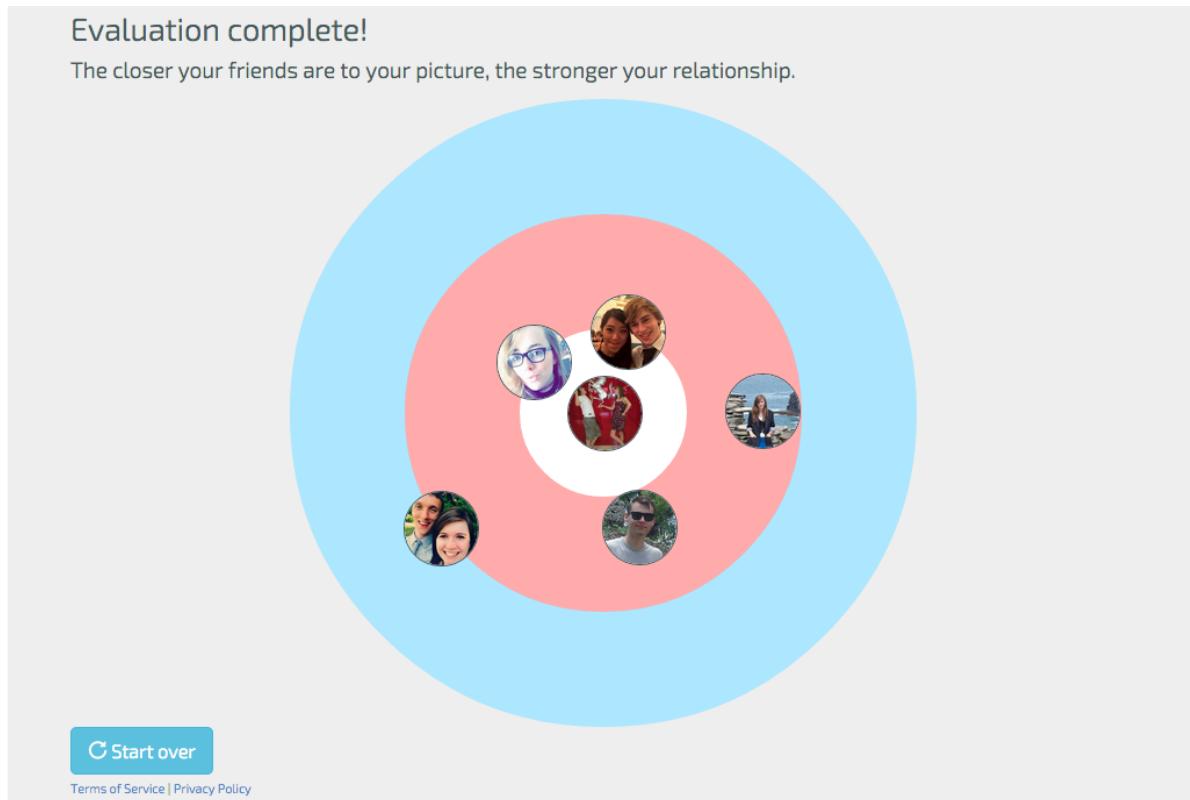 Evaluation complete!
The closer your friends are to your picture, the stronger your relationship.
Start over
Terms of Service | Privacy Policy